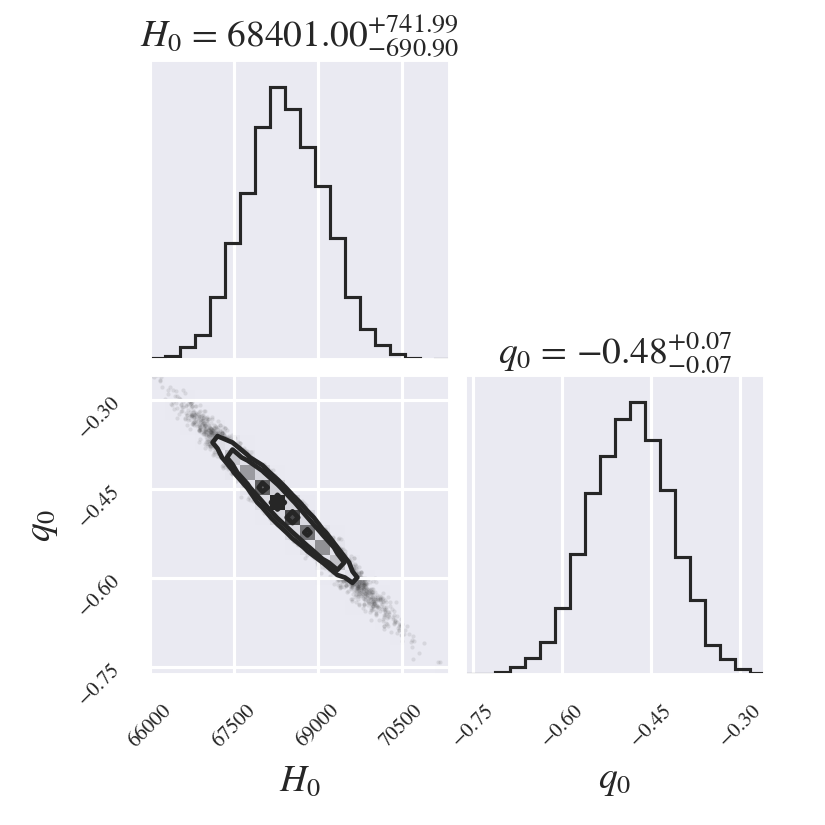 H₀ = 68401.00⁺⁷⁴¹·⁹⁹₋₆₉₀.₉₀
q₀ = −0.48⁺⁰·⁰⁷₋₀.₀₇
−0.30
−0.45
−0.60
−0.75
q₀
66000 67500 69000 70500
−0.75 −0.60 −0.45 −0.30
H₀
q₀